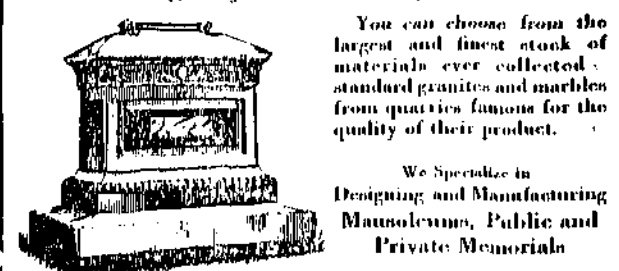 You can choose from the
largest and finest stock of
materials ever collected
standard granites and marbles
from quarries famous for the
quality of their product.
We Specialize in
Designing and Manufacturing
Mausoleums, Public and
Private Memorials